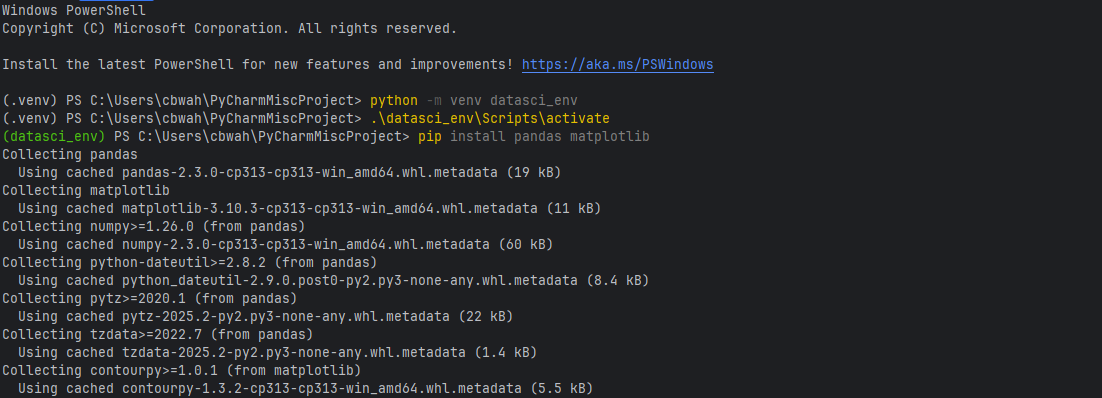 Windows PowerShell
Copyright (C) Microsoft Corporation. All rights reserved.
Install the latest PowerShell for new features and improvements! https://aka.ms/PSWindows
(.venv) PS C:\Users\cbwah\PyCharmMiscProject> python -m venv datasci_env
(.venv) PS C:\Users\cbwah\PyCharmMiscProject> .\datasci_env\Scripts\activate
(datasci_env) PS C:\Users\cbwah\PyCharmMiscProject> pip install pandas matplotlib
Collecting pandas
  Using cached pandas-2.3.0-cp313-cp313-win_amd64.whl.metadata (19 kB)
Collecting matplotlib
  Using cached matplotlib-3.10.3-cp313-cp313-win_amd64.whl.metadata (11 kB)
Collecting numpy>=1.26.0 (from pandas)
  Using cached numpy-2.3.0-cp313-cp313-win_amd64.whl.metadata (60 kB)
Collecting python-dateutil>=2.8.2 (from pandas)
  Using cached python_dateutil-2.9.0.post0-py2.py3-none-any.whl.metadata (8.4 kB)
Collecting pytz>=2020.1 (from pandas)
  Using cached pytz-2025.2-py2.py3-none-any.whl.metadata (22 kB)
Collecting tzdata>=2022.7 (from pandas)
  Using cached tzdata-2025.2-py2.py3-none-any.whl.metadata (1.4 kB)
Collecting contourpy>=1.0.1 (from matplotlib)
  Using cached contourpy-1.3.2-cp313-cp313-win_amd64.whl.metadata (5.5 kB)